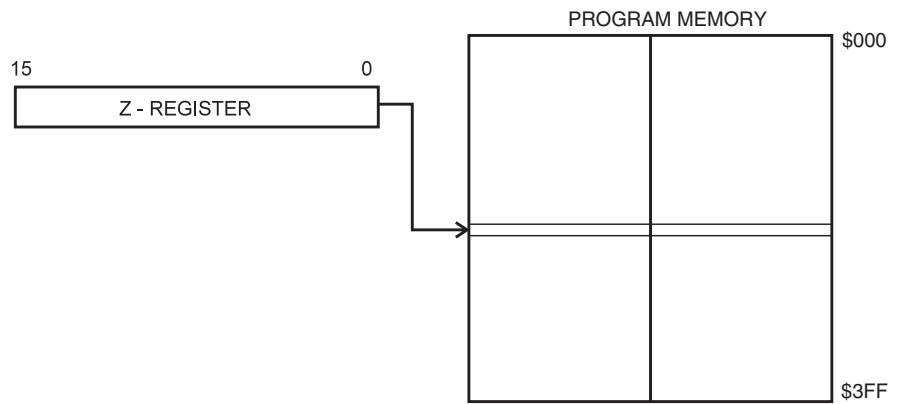 PROGRAM MEMORY
$000
15 0
Z - REGISTER
$3FF